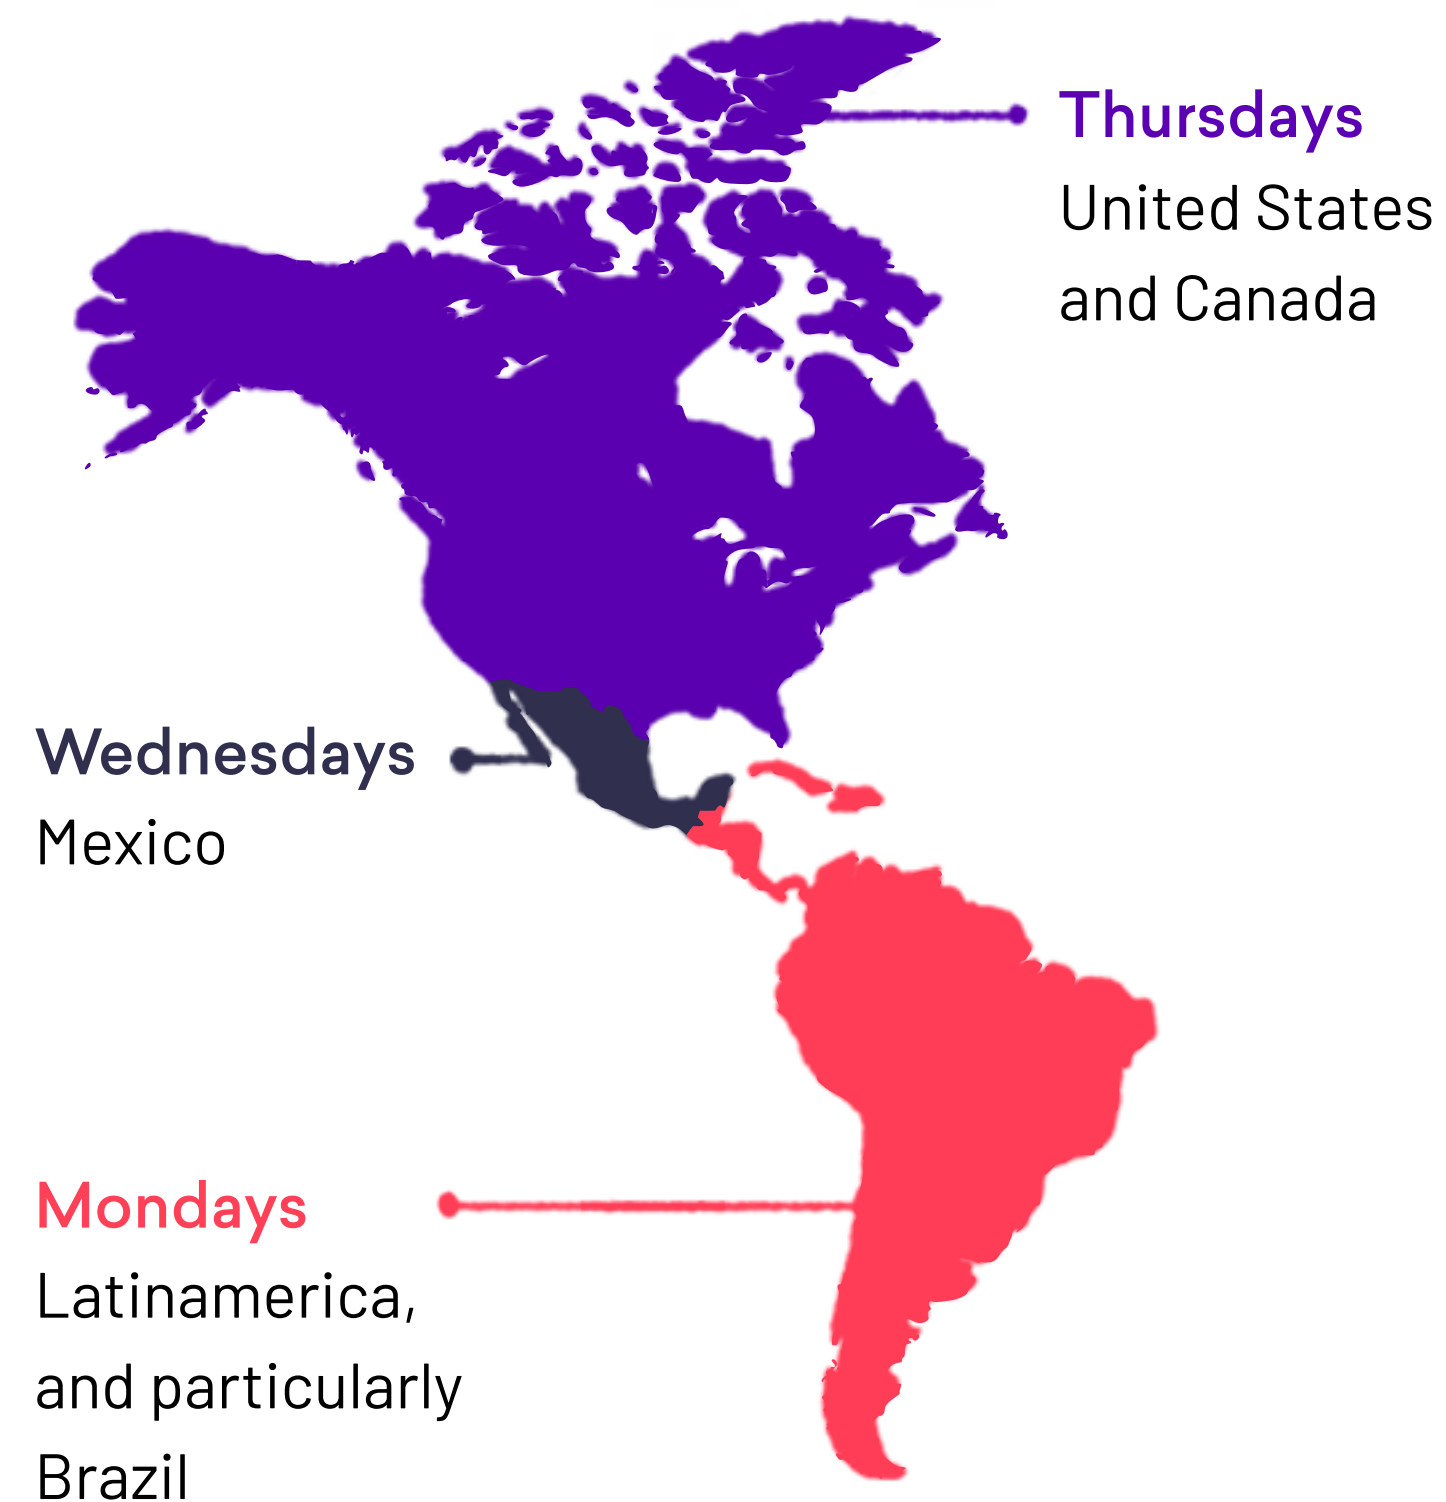 Thursdays
United States
and Canada
Wednesdays
Mexico
Mondays
Latinamerica,
and particularly
Brazil